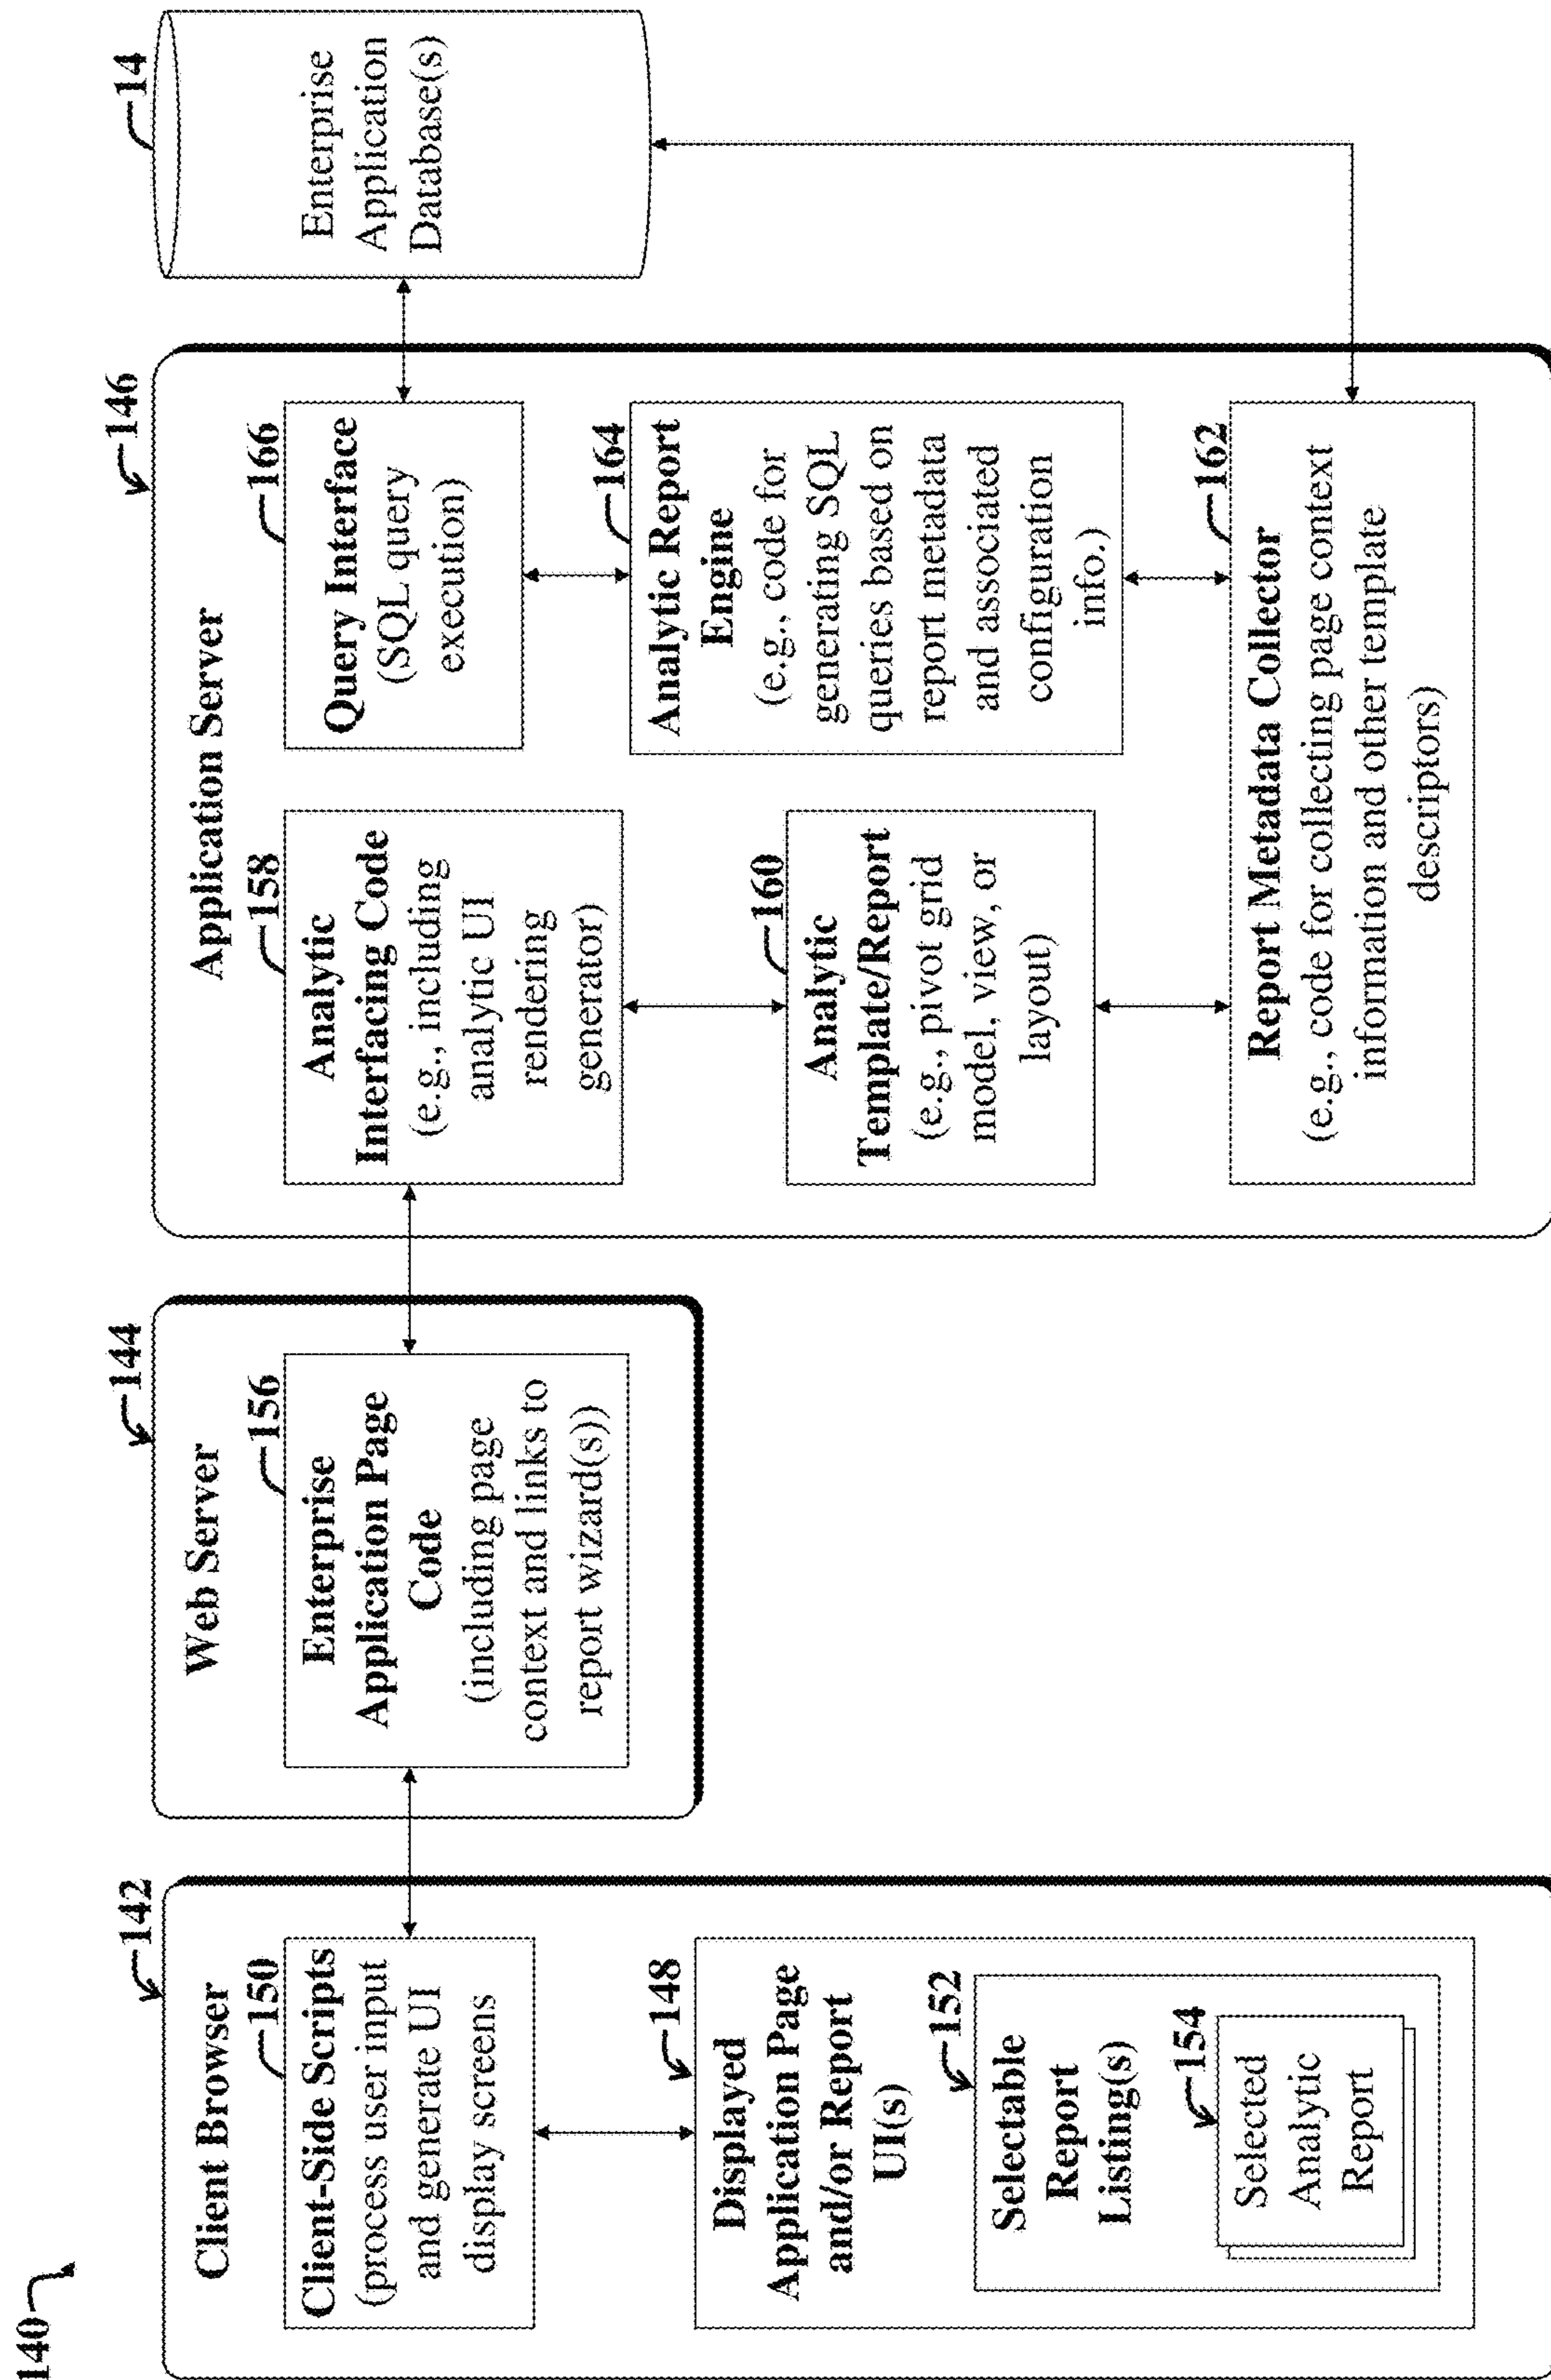 140
142
Client Browser
150
Client-Side Scripts
(process user input
and generate UI
display screens
148
Displayed
Application Page
and/or Report
UI(s)
152
Selectable
Report
Listing(s)
154
Selected
Analytic
Report
144
Web Server
156
Enterprise
Application Page
Code
(including page
context and links to
report wizard(s))
146
Application Server
158
Analytic
Interfacing Code
(e.g., including
analytic UI
rendering
generator)
160
Analytic
Template/Report
(e.g., pivot grid
model, view, or
layout)
166
Query Interface
(SQL query
execution)
164
Analytic Report
Engine
(e.g., code for
generating SQL
queries based on
report metadata
and associated
configuration
info.)
162
Report Metadata Collector
(e.g., code for collecting page context
information and other template
descriptors)
14
Enterprise
Application
Database(s)